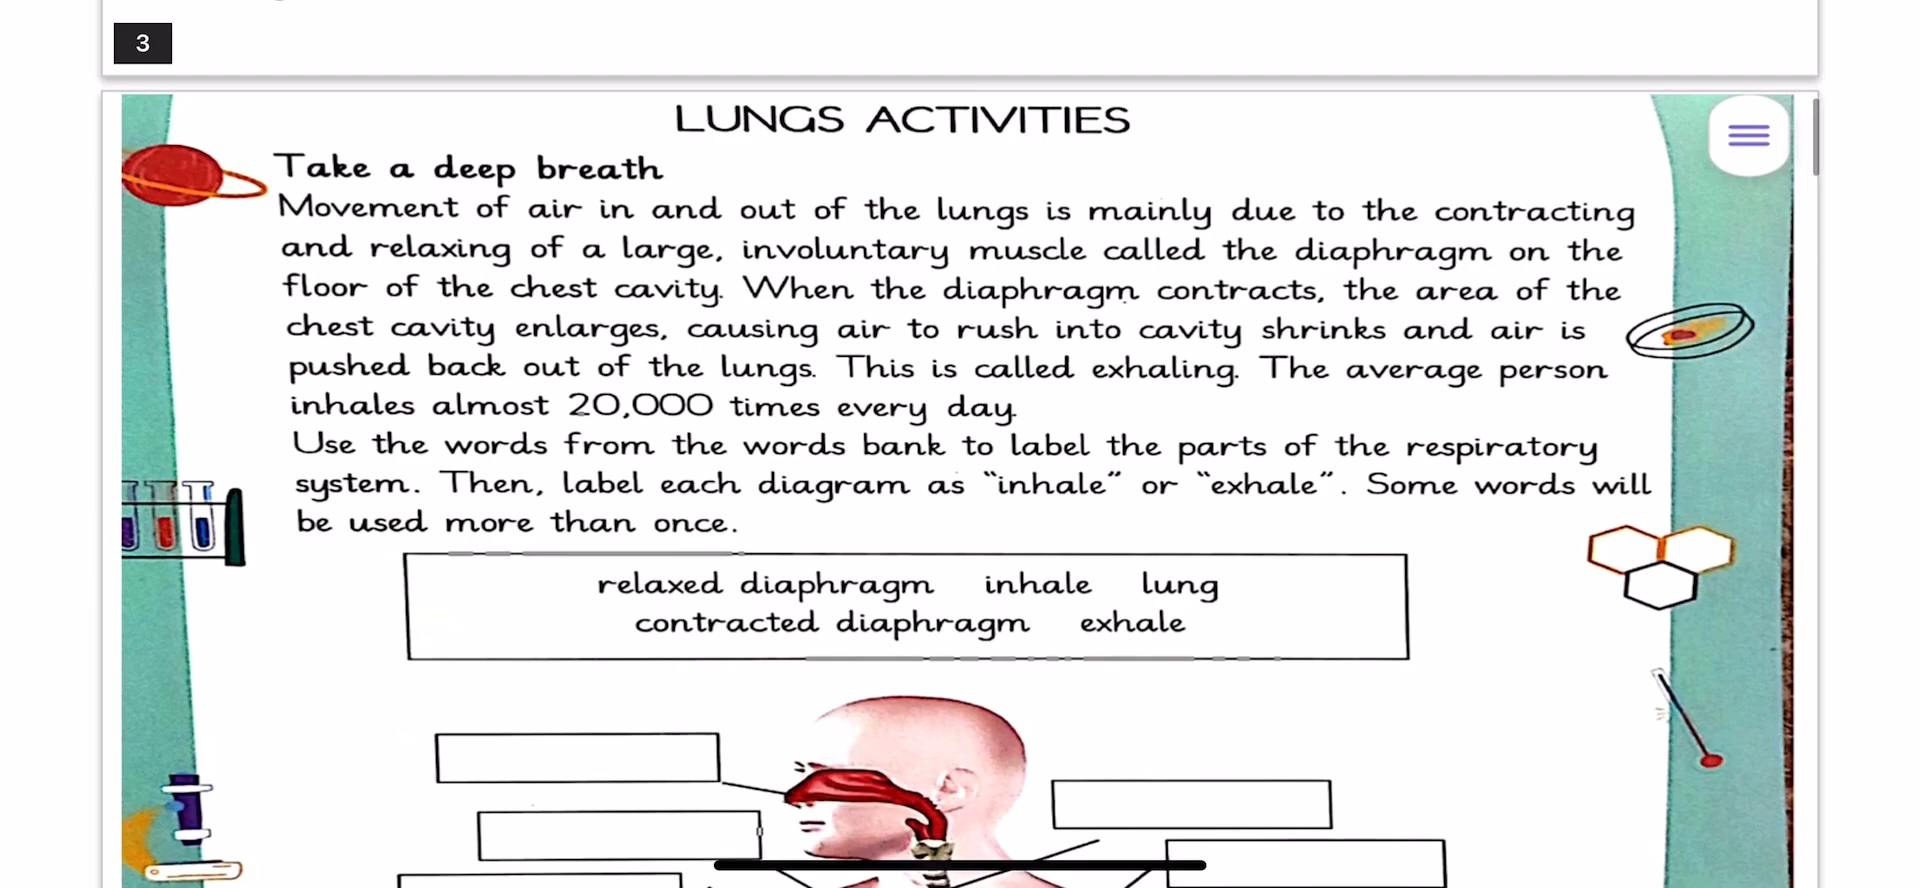 3
LUNGS ACTIVITIES
Take a deep breath
Movement of air in and out of the lungs is mainly due to the contracting
and relaxing of a large, involuntary muscle called the diaphragm on the
floor of the chest cavity. When the diaphragm contracts, the area of the
chest cavity enlarges, causing air to rush into cavity shrinks and air is
pushed back out of the lungs. This is called exhaling. The average person
inhales almost 20,000 times every day.
Use the words from the words bank to label the parts of the respiratory
system. Then, label each diagram as “inhale” or “exhale”. Some words will
be used more than once.
relaxed diaphragm inhale lung
contracted diaphragm exhale